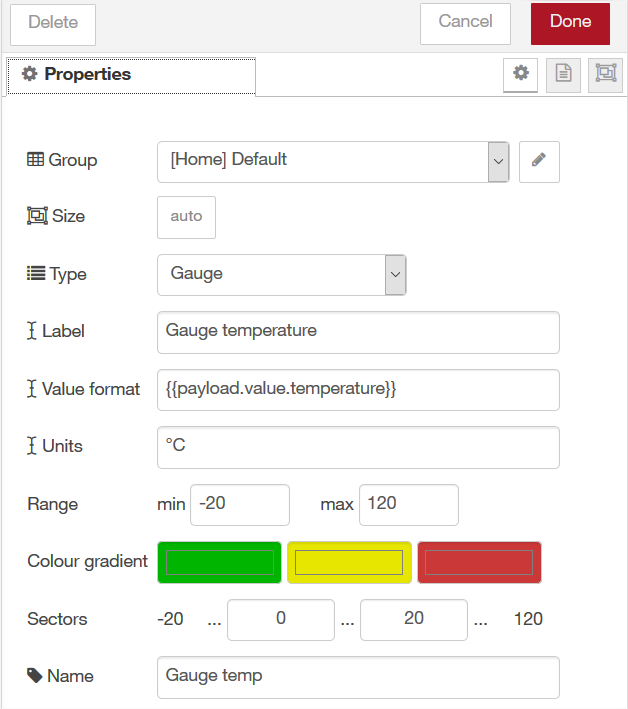 Delete Cancel Done
Properties
Group [Home] Default
Size auto
Type Gauge
Label Gauge temperature
Value format {{payload.value.temperature}}
Units °C
Range min -20 max 120
Colour gradient
Sectors -20 ... 0 ... 20 ... 120
Name Gauge temp